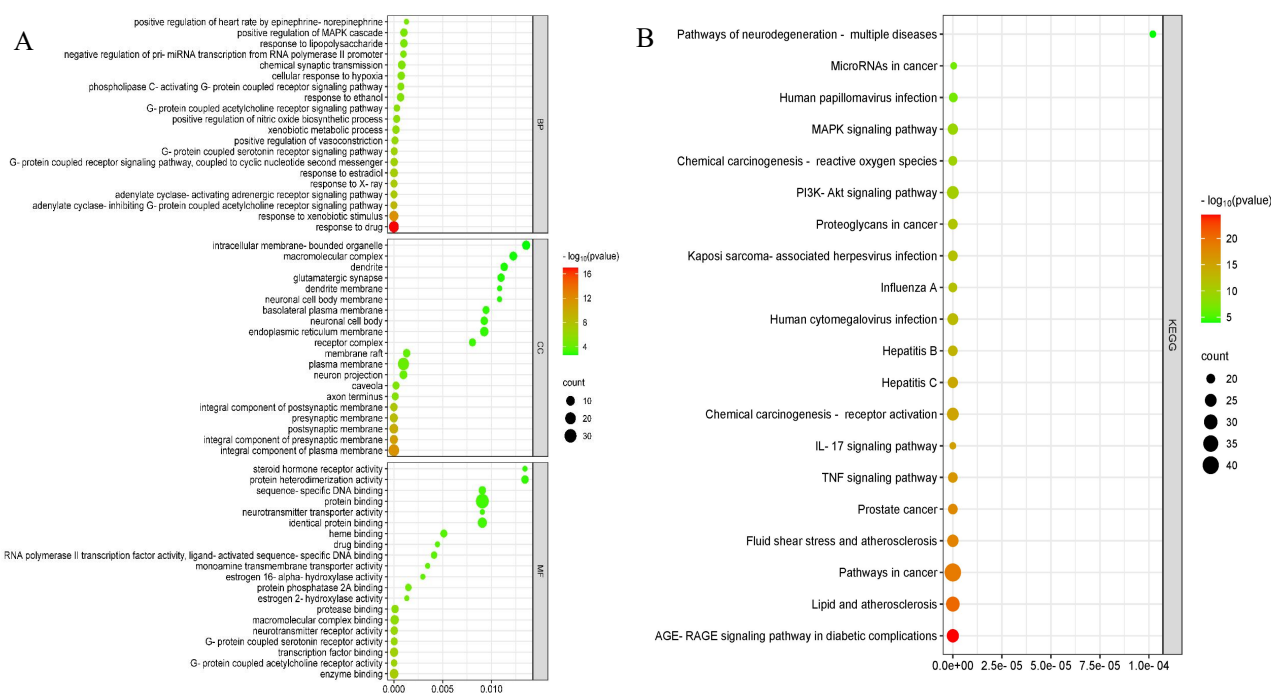 A
positive regulation of heart rate by epinephrine- norepinephrine
positive regulation of MAPK cascade
response to lipopolysaccharide
negative regulation of pri- miRNA transcription from RNA polymerase II promoter
chemical synaptic transmission
cellular response to hypoxia
phospholipase C- activating G- protein coupled receptor signaling pathway
response to ethanol
G- protein coupled acetylcholine receptor signaling pathway
positive regulation of nitric oxide biosynthetic process
xenobiotic metabolic process
positive regulation of vasoconstriction
G- protein coupled serotonin receptor signaling pathway
G- protein coupled receptor signaling pathway, coupled to cyclic nucleotide second messenger
response to estradiol
response to X- ray
adenylate cyclase- activating adrenergic receptor signaling pathway
adenylate cyclase- inhibiting G- protein coupled acetylcholine receptor signaling pathway
response to xenobiotic stimulus
response to drug
BP
intracellular membrane- bounded organelle
macromolecular complex
dendrite
glutamatergic synapse
dendrite membrane
neuronal cell body membrane
basolateral plasma membrane
neuronal cell body
endoplasmic reticulum membrane
receptor complex
membrane raft
plasma membrane
neuron projection
caveola
axon terminus
integral component of postsynaptic membrane
presynaptic membrane
postsynaptic membrane
integral component of presynaptic membrane
integral component of plasma membrane
CC
steroid hormone receptor activity
protein heterodimerization activity
sequence- specific DNA binding
protein binding
neurotransmitter transporter activity
identical protein binding
heme binding
drug binding
RNA polymerase II transcription factor activity, ligand- activated sequence- specific DNA binding
monoamine transmembrane transporter activity
estrogen 16- alpha- hydroxylase activity
protein phosphatase 2A binding
estrogen 2- hydroxylase activity
protease binding
macromolecular complex binding
neurotransmitter receptor activity
G- protein coupled serotonin receptor activity
transcription factor binding
G- protein coupled acetylcholine receptor activity
enzyme binding
MF
0.000 0.005 0.010
- log10(pvalue)
16
12
8
4
count
10
20
30
B
Pathways of neurodegeneration - multiple diseases
MicroRNAs in cancer
Human papillomavirus infection
MAPK signaling pathway
Chemical carcinogenesis - reactive oxygen species
PI3K- Akt signaling pathway
Proteoglycans in cancer
Kaposi sarcoma- associated herpesvirus infection
Influenza A
Human cytomegalovirus infection
Hepatitis B
Hepatitis C
Chemical carcinogenesis - receptor activation
IL- 17 signaling pathway
TNF signaling pathway
Prostate cancer
Fluid shear stress and atherosclerosis
Pathways in cancer
Lipid and atherosclerosis
AGE- RAGE signaling pathway in diabetic complications
KEGG
0.0e+00 2.5e- 05 5.0e- 05 7.5e- 05 1.0e- 04
- log10(pvalue)
20
15
10
5
count
20
25
30
35
40